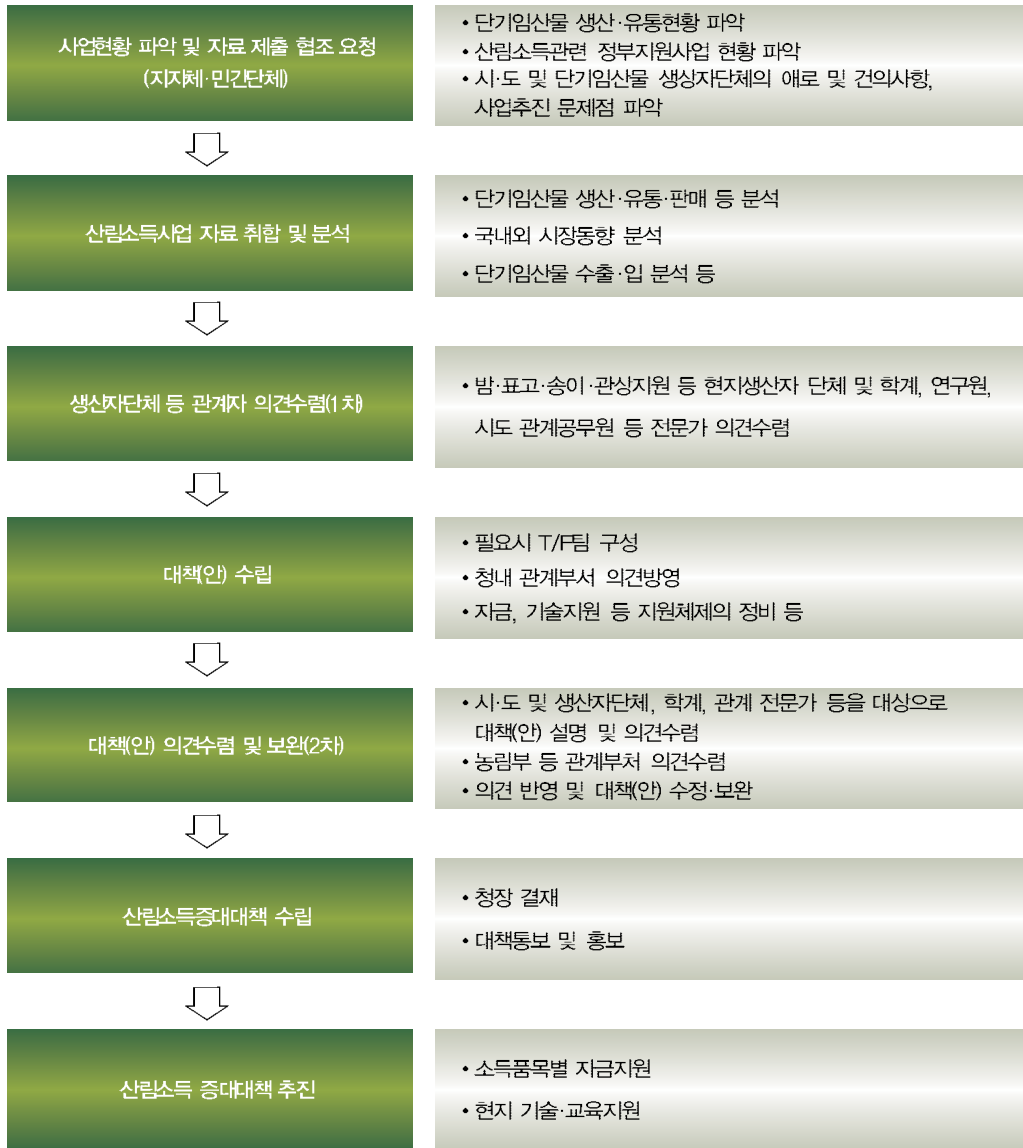 사업현황 파악 및 자료 제출 협조 요청
(지자체·민간단체)
• 단기임산물 생산·유통현황 파악
• 산림소득관련 정부지원사업 현황 파악
• 시·도 및 단기임산물 생상자단체의 애로 및 건의사항,
사업추진 문제점 파악
산림소득사업 자료 취합 및 분석
• 단기임산물 생산·유통·판매 등 분석
• 국내외 시장동향 분석
• 단기임산물 수출·입 분석 등
생산자단체 등 관계자 의견수렴(1차)
• 밤·표고·송이·관상지원 등 현지생산자 단체 및 학계, 연구원,
시도 관계공무원 등 전문가 의견수렴
대책(안) 수립
• 필요시 T/F팀 구성
• 청내 관계부서 의견방영
• 자금, 기술지원 등 지원체제의 정비 등
대책(안) 의견수렴 및 보완(2차)
• 시·도 및 생산자단체, 학계, 관계 전문가 등을 대상으로
대책(안) 설명 및 의견수렴
• 농림부 등 관계부처 의견수렴
• 의견 반영 및 대책(안) 수정·보완
산림소득증대대책 수립
• 청장 결재
• 대책통보 및 홍보
산림소득 증대대책 추진
• 소득품목별 자금지원
• 현지 기술·교육지원